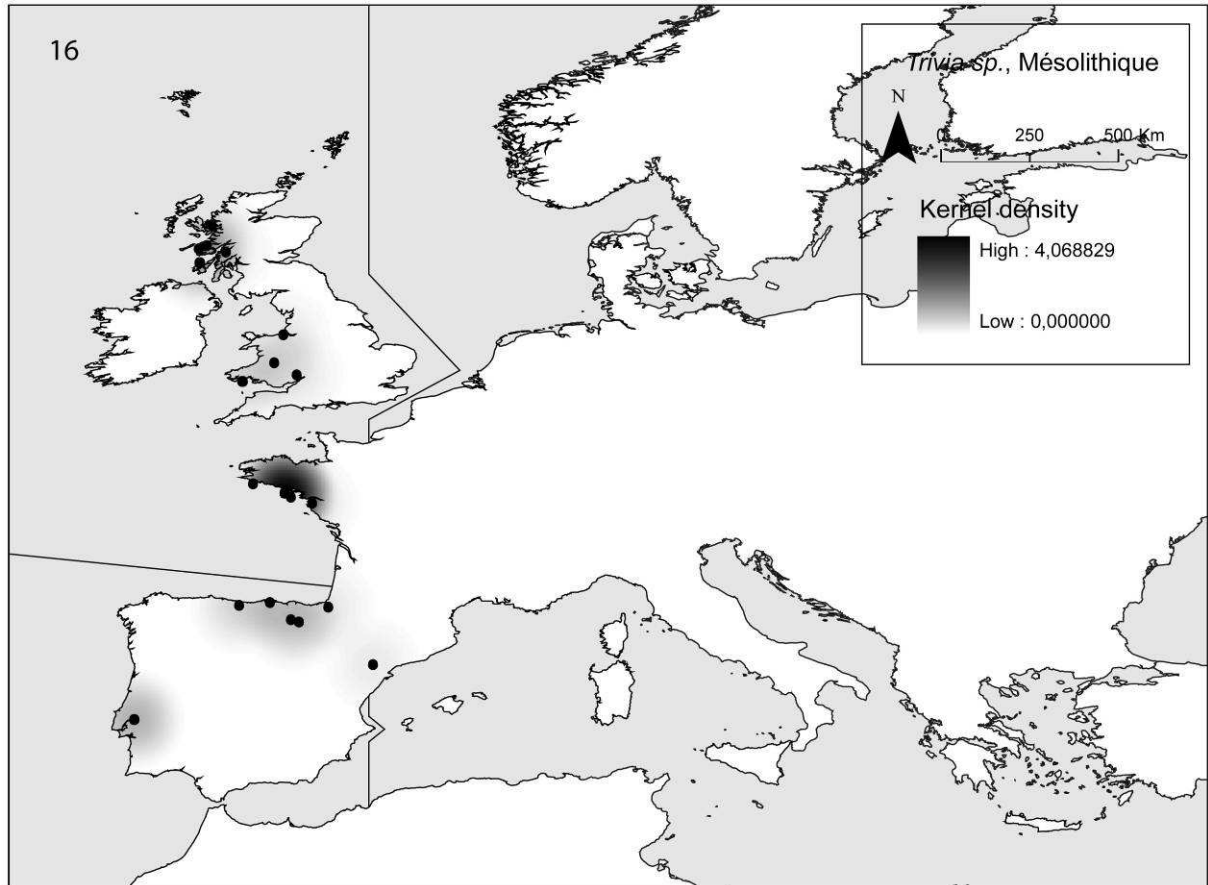 16
Trivia sp., Mésolithique
N
0 250 500 Km
Kernel density
High : 4,068829
Low : 0,000000